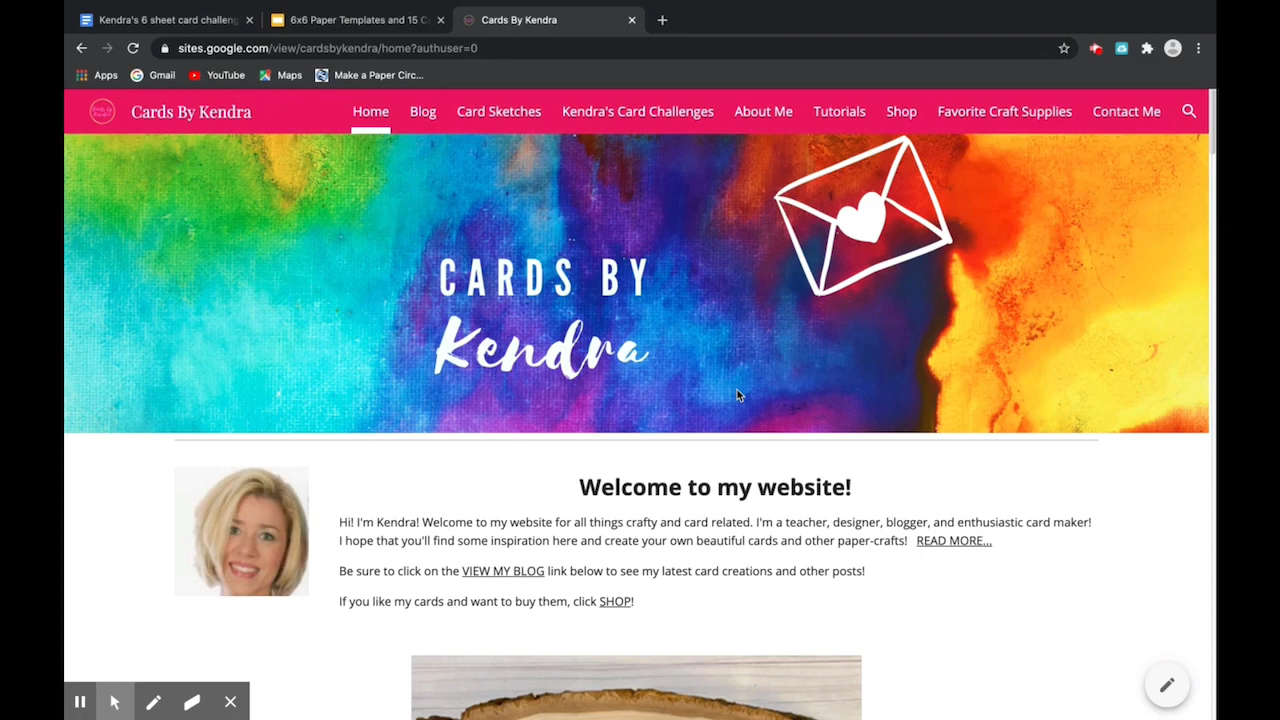 Kendra's 6 sheet card challeng
6x6 Paper Templates and 15 C
Cards By Kendra
sites.google.com/view/cardsbykendra/home?authuser=0
Apps
Gmail
YouTube
Maps
Make a Paper Circ...
Cards By Kendra
Home
Blog
Card Sketches
Kendra's Card Challenges
About Me
Tutorials
Shop
Favorite Craft Supplies
Contact Me
CARDS BY
Kendra
Welcome to my website!
Hi! I'm Kendra! Welcome to my website for all things crafty and card related. I'm a teacher, designer, blogger, and enthusiastic card maker!
I hope that you'll find some inspiration here and create your own beautiful cards and other paper-crafts! READ MORE...
Be sure to click on the VIEW MY BLOG link below to see my latest card creations and other posts!
If you like my cards and want to buy them, click SHOP!